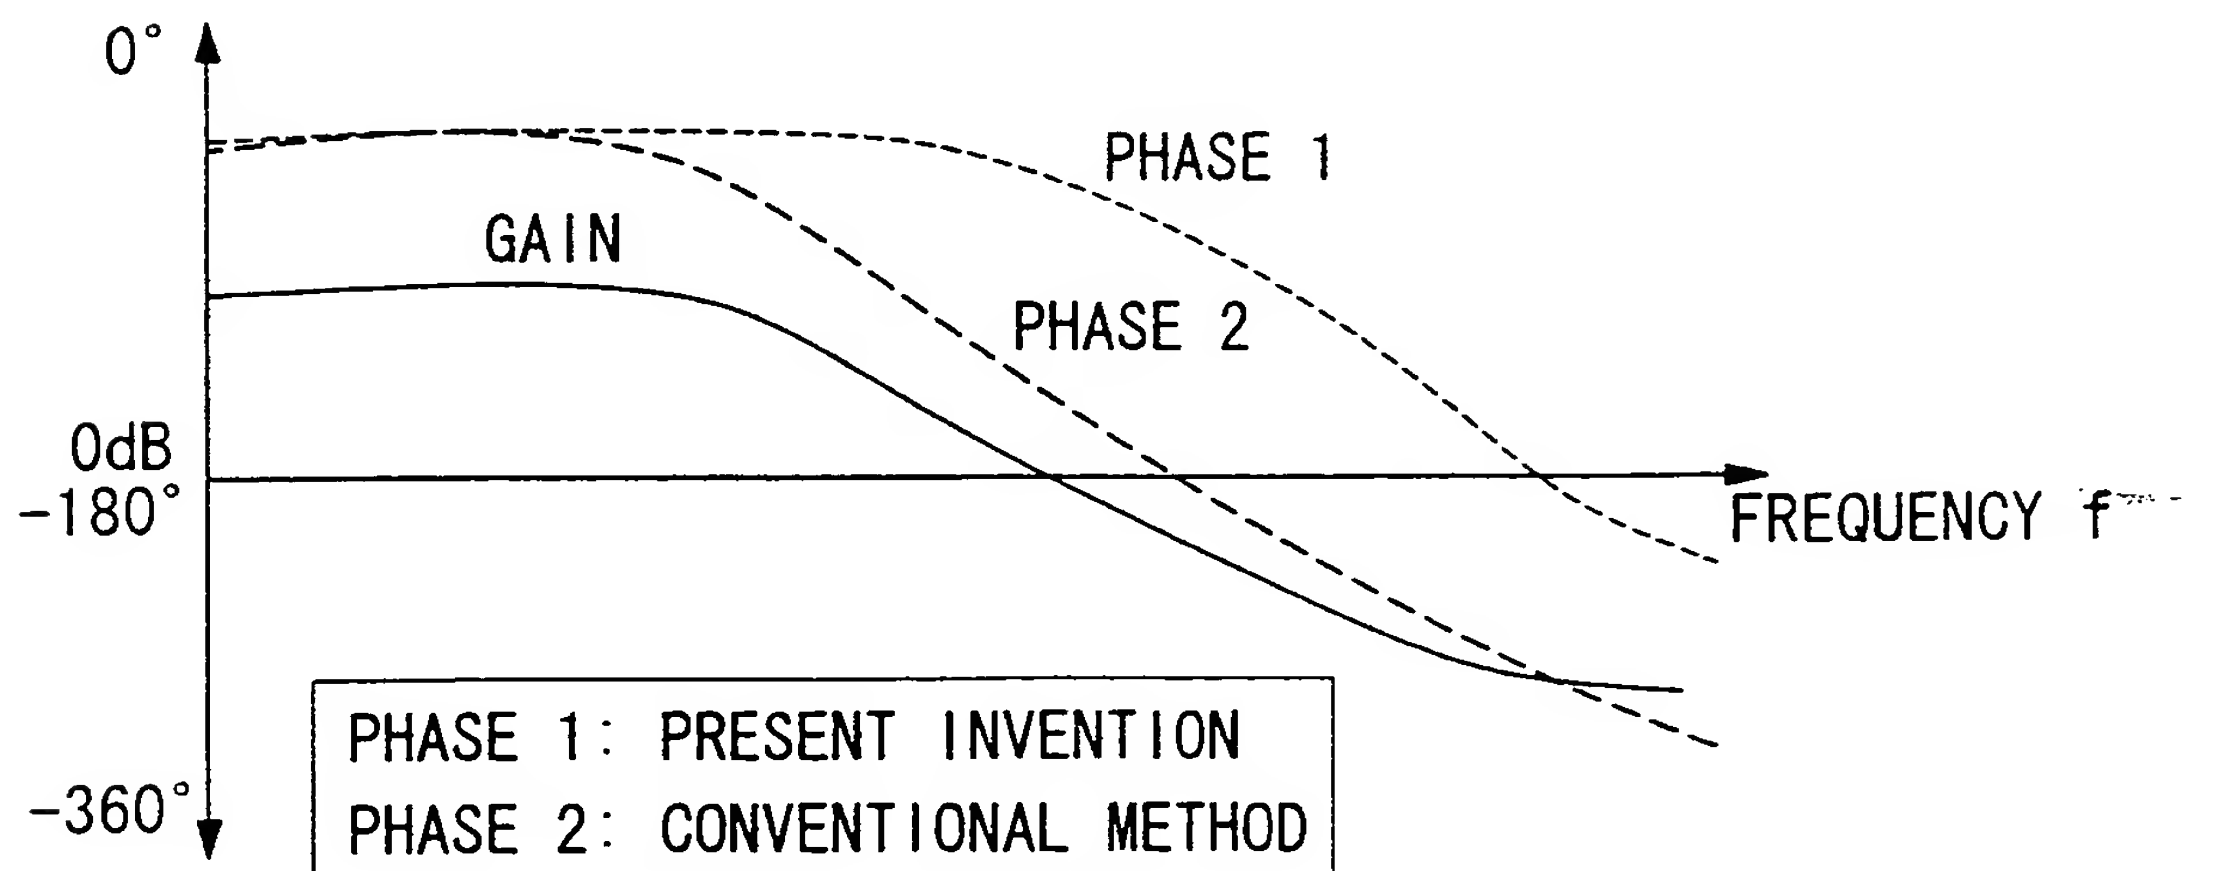 0°
PHASE 1
GAIN
PHASE 2
0dB
-180°
FREQUENCY f
-360°
PHASE 1: PRESENT INVENTION
PHASE 2: CONVENTIONAL METHOD